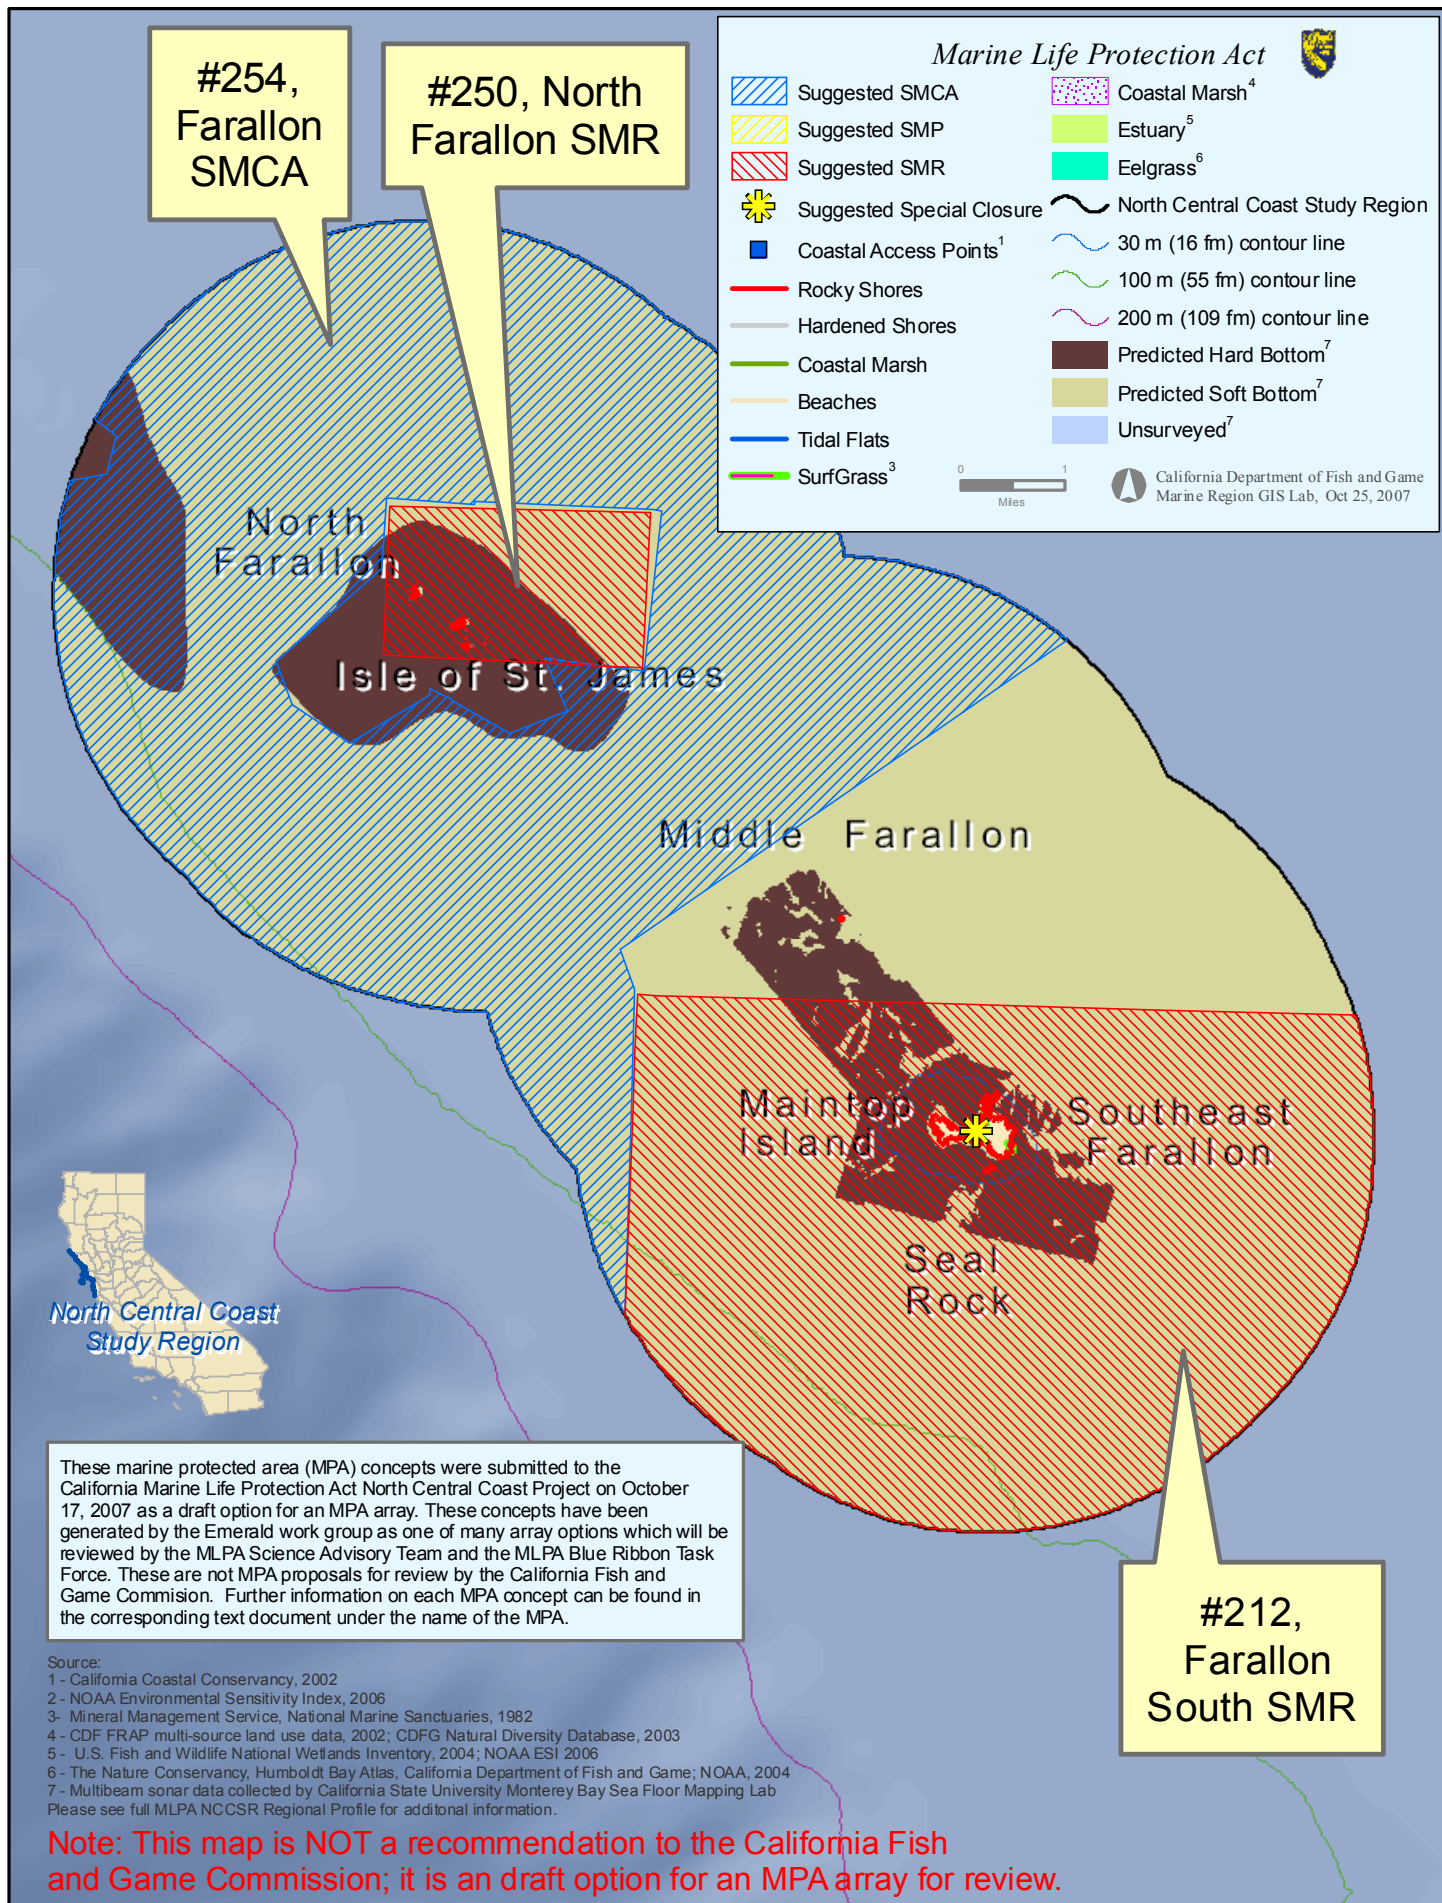 #254,
Farallon
SMCA
#250, North
Farallon SMR
Marine Life Protection Act
Suggested SMCA
Suggested SMP
Suggested SMR
Suggested Special Closure
Coastal Access Points1
Rocky Shores
Hardened Shores
Coastal Marsh
Beaches
Tidal Flats
SurfGrass3
Coastal Marsh4
Estuary5
Eelgrass6
North Central Coast Study Region
30 m (16 fm) contour line
100 m (55 fm) contour line
200 m (109 fm) contour line
Predicted Hard Bottom7
Predicted Soft Bottom7
Unsurveyed7
0 1
Miles
California Department of Fish and Game
Marine Region GIS Lab, Oct 25, 2007
North
Farallon
Isle of St. James
Middle Farallon
Maintop
Island
Southeast
Farallon
Seal
Rock
North Central Coast
Study Region
These marine protected area (MPA) concepts were submitted to the
California Marine Life Protection Act North Central Coast Project on October
17, 2007 as a draft option for an MPA array. These concepts have been
generated by the Emerald work group as one of many array options which will be
reviewed by the MLPA Science Advisory Team and the MLPA Blue Ribbon Task
Force. These are not MPA proposals for review by the California Fish and
Game Commision. Further information on each MPA concept can be found in
the corresponding text document under the name of the MPA.
#212,
Farallon
South SMR
Source:
1 - California Coastal Conservancy, 2002
2 - NOAA Environmental Sensitivity Index, 2006
3- Mineral Management Service, National Marine Sanctuaries, 1982
4 - CDF FRAP multi-source land use data, 2002; CDFG Natural Diversity Database, 2003
5 - U.S. Fish and Wildlife National Wetlands Inventory, 2004; NOAA ESI 2006
6 - The Nature Conservancy, Humboldt Bay Atlas, California Department of Fish and Game; NOAA, 2004
7 - Multibeam sonar data collected by California State University Monterey Bay Sea Floor Mapping Lab
Please see full MLPA NCCSR Regional Profile for additonal information.
Note: This map is NOT a recommendation to the California Fish
and Game Commission; it is an draft option for an MPA array for review.